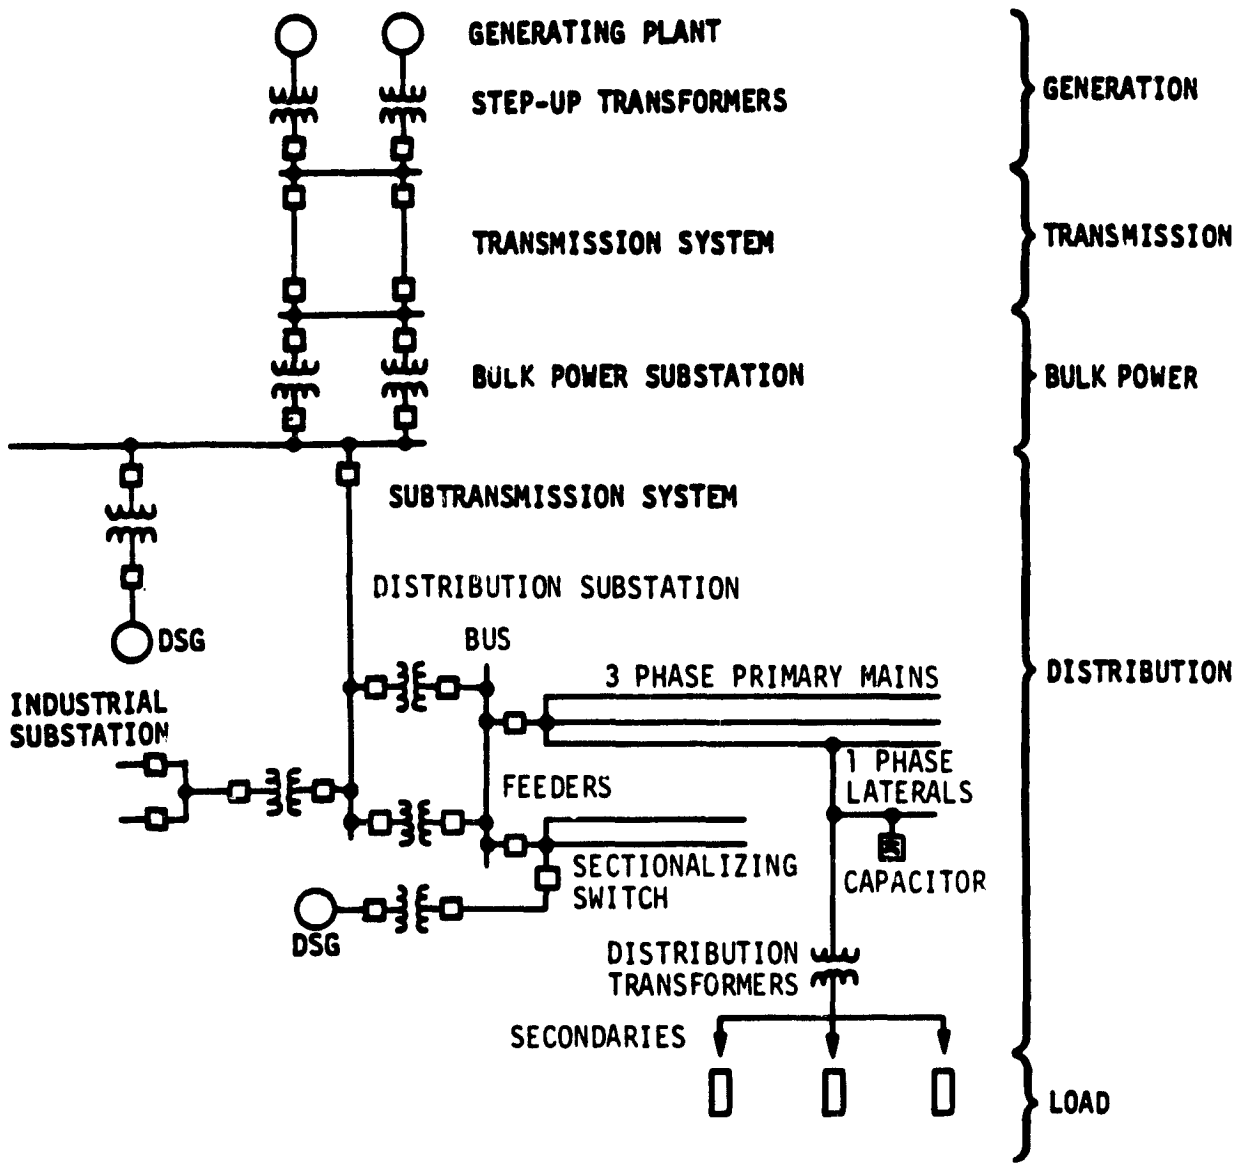 GENERATING PLANT
GENERATION
STEP-UP TRANSFORMERS
TRANSMISSION SYSTEM
TRANSMISSION
BULK POWER SUBSTATION
BULK POWER
SUBTRANSMISSION SYSTEM
DISTRIBUTION SUBSTATION
DSG
BUS
3 PHASE PRIMARY MAINS
DISTRIBUTION
INDUSTRIAL
SUBSTATION
1 PHASE
LATERALS
FEEDERS
SECTIONALIZING
SWITCH
CAPACITOR
DSG
DISTRIBUTION
TRANSFORMERS
SECONDARIES
LOAD